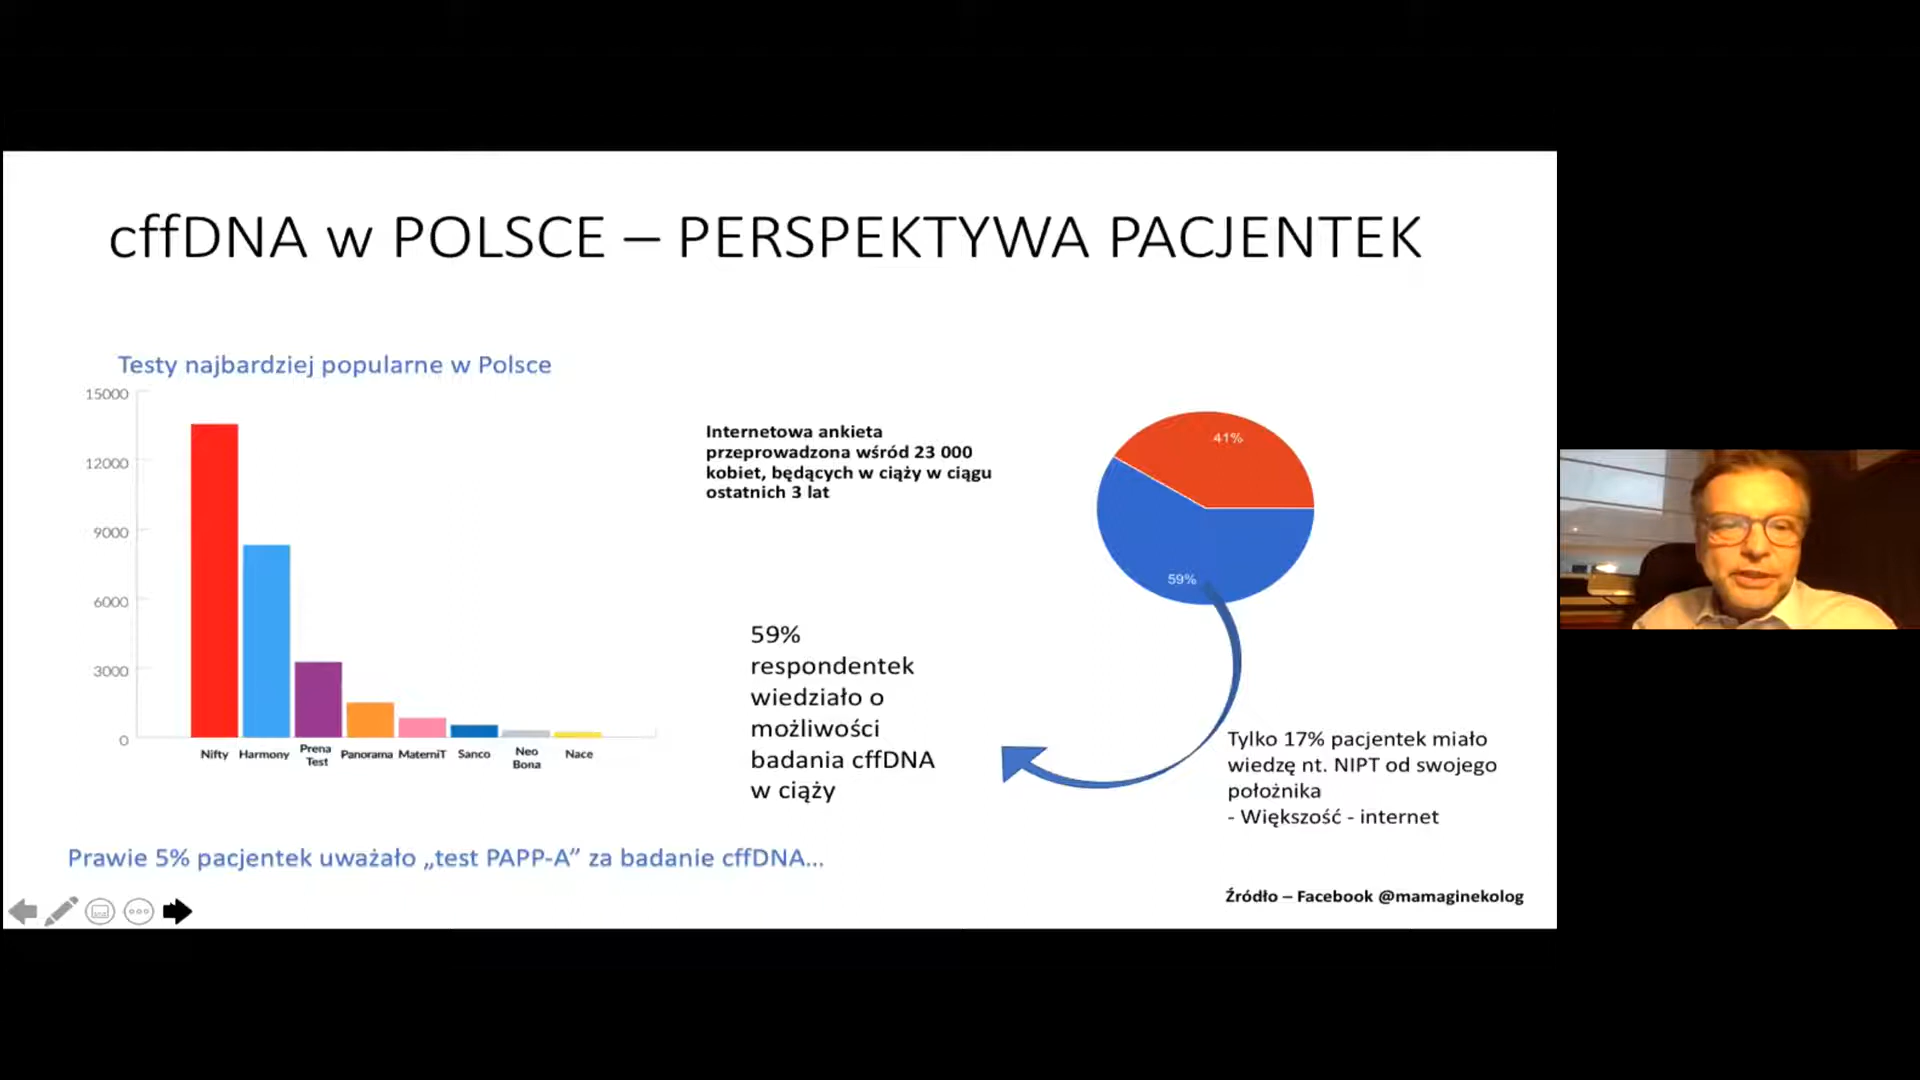 cffDNA w POLSCE – PERSPEKTYWA PACJENTEK
Testy najbardziej popularne w Polsce
15000
12000
9000
6000
3000
0
Nifty
Harmony
Prena
Test
Panorama
MaterniT
Sanco
Neo
Bona
Nace
Internetowa ankieta
przeprowadzona wśród 23 000
kobiet, będących w ciąży w ciągu
ostatnich 3 lat
41%
59%
59%
respondentek
wiedziało o
możliwości
badania cffDNA
w ciąży
Tylko 17% pacjentek miało
wiedzę nt. NIPT od swojego
położnika
- Większość - internet
Prawie 5% pacjentek uważało „test PAPP-A” za badanie cffDNA...
Źródło – Facebook @mamaginekolog